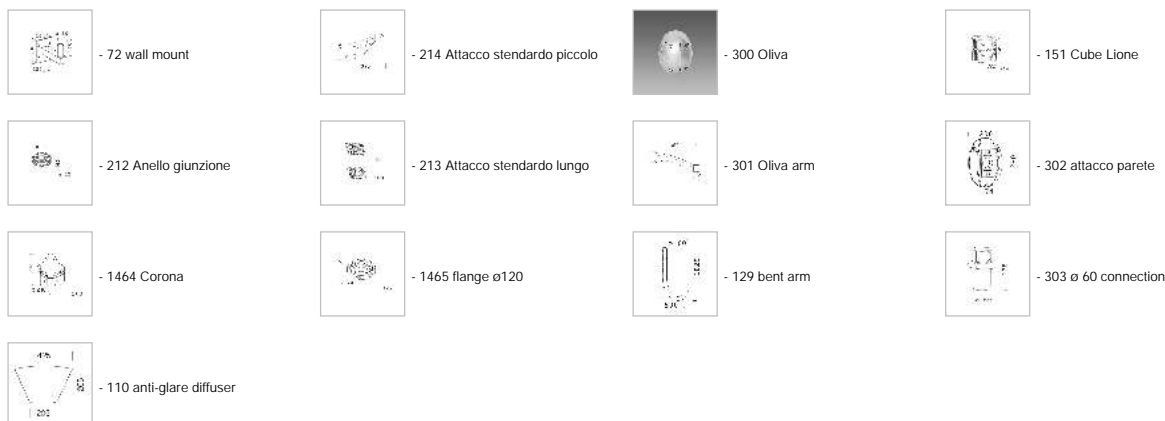 - 72 wall mount
- 214 Attacco stendardo piccolo
- 300 Oliva
- 151 Cube Lione
- 212 Anello giunzione
- 213 Attacco stendardo lungo
- 301 Oliva arm
- 302 attacco parete
- 1464 Corona
- 1465 flange ø120
- 129 bent arm
- 303 ø 60 connection
- 110 anti-glare diffuser